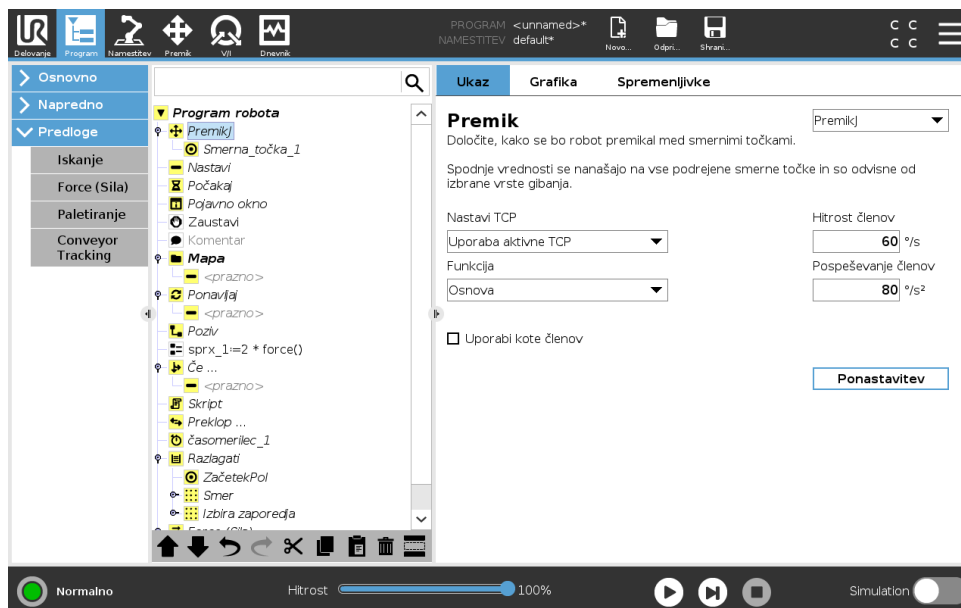 UR
PROGRAM <unnamed>*
NAMESTITEV default*
Delovanje
Program
Namestitev
Premik
V/I
Dnevnik
Novo...
Odpri...
Shrani...
C C
C C
Osnovno
Napredno
Predloge
Iskanje
Force (Sila)
Paletiranje
Conveyor
Tracking
Program robota
PremikJ
Smerna_točka_1
Nastavi
Počakaj
Pojavno okno
Zaustavi
Komentar
Mapa
<prazno>
Ponavljaj
<prazno>
Poziv
sprx_1≔2 * force()
Če ...
<prazno>
Skript
Preklop ...
časomerilec_1
Razlagati
ZačetekPol
Smer
Izbira zaporedja
Force (Sila)
Ukaz
Grafika
Spremenljivke
Premik
PremikJ
Določite, kako se bo robot premikal med smernimi točkami.
Spodnje vrednosti se nanašajo na vse podrejene smerne točke in so odvisne od
izbrane vrste gibanja.
Nastavi TCP
Hitrost členov
Uporaba aktivne TCP
60 °/s
Funkcija
Pospeševanje členov
Osnova
80 °/s²
Uporabi kote členov
Ponastavitev
Normalno
Hitrost
100%
Simulation